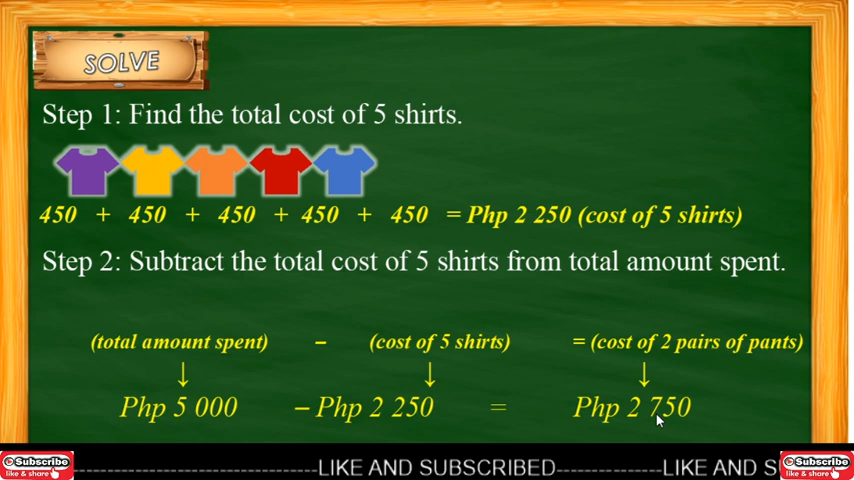 SOLVE
Step 1: Find the total cost of 5 shirts.
450 + 450 + 450 + 450 + 450 = Php 2 250 (cost of 5 shirts)
Step 2: Subtract the total cost of 5 shirts from total amount spent.
(total amount spent) – (cost of 5 shirts) = (cost of 2 pairs of pants)
↓ ↓ ↓
Php 5 000 – Php 2 250 = Php 2 750
Subscribe
like & share
---LIKE AND SUBSCRIBED---LIKE AND S
Subscribe
like & share